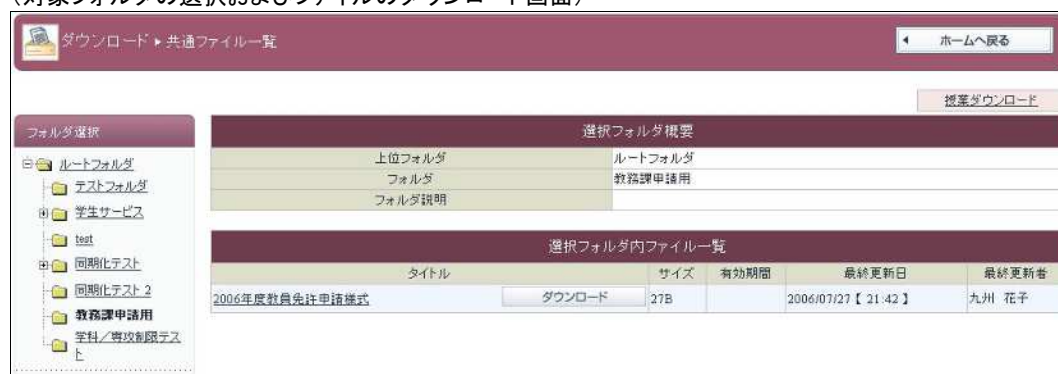 （対象フォルダの選択およびファイルのダウンロード画面）
ダウンロード ▶ 共通ファイル一覧
ホームへ戻る
授業ダウンロード
フォルダ選択
ルートフォルダ
テストフォルダ
学生サービス
test
同期化テスト
同期化テスト 2
教務課申請用
学科／専攻制限テス
ト
選択フォルダ概要
上位フォルダ ルートフォルダ
フォルダ 教務課申請用
フォルダ説明
選択フォルダ内ファイル一覧
タイトル サイズ 有効期間 最終更新日 最終更新者
2006年度教員免許申請様式 ダウンロード 27B 2006/07/27【 21:42 】 九州 花子